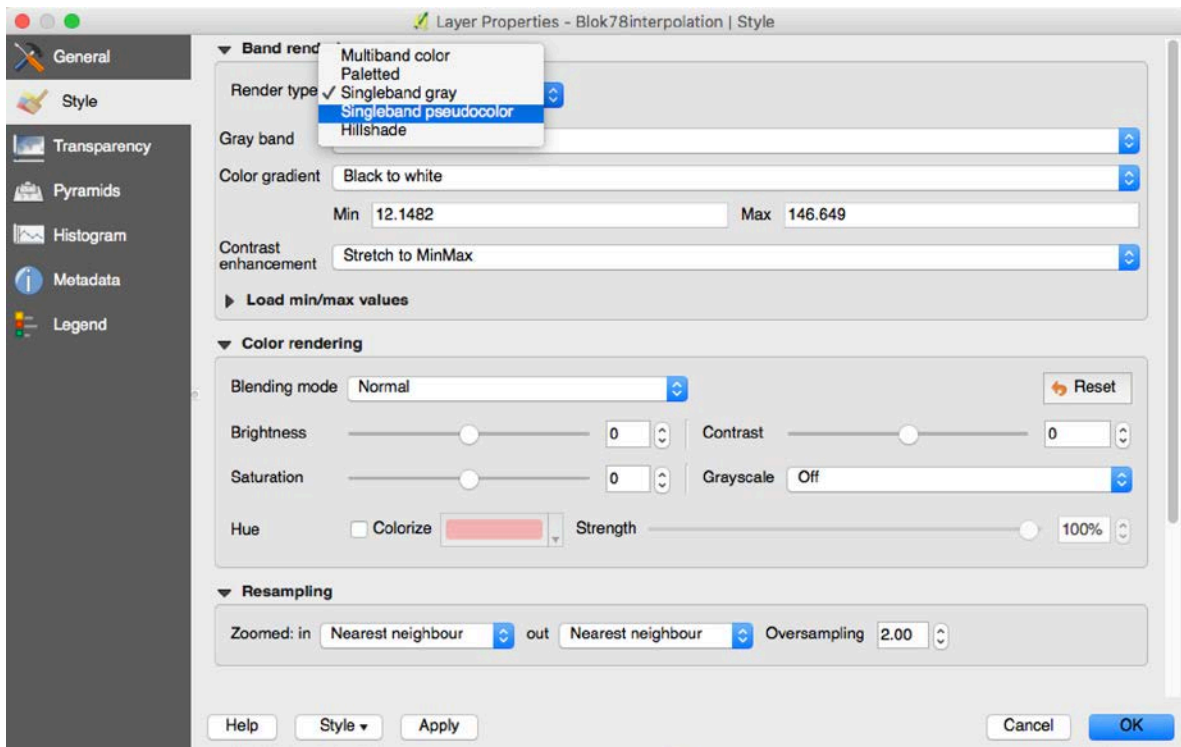 Layer Properties - Blok78interpolation | Style
General
Style
Transparency
Pyramids
Histogram
Metadata
Legend
Band rend
Render type
Multiband color
Paletted
✓ Singleband gray
Singleband pseudocolor
Hillshade
Gray band
Color gradient Black to white
Min 12.1482 Max 146.649
Contrast
enhancement Stretch to MinMax
Load min/max values
Color rendering
Blending mode Normal Reset
Brightness 0 Contrast 0
Saturation 0 Grayscale Off
Hue Colorize Strength 100%
Resampling
Zoomed: in Nearest neighbour out Nearest neighbour Oversampling 2.00
Help Style Apply Cancel OK